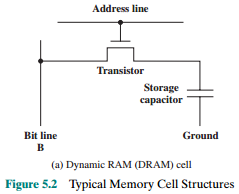 Address line
Transistor
Storage
capacitor
Bit line
B
Ground
(a) Dynamic RAM (DRAM) cell
Figure 5.2 Typical Memory Cell Structures